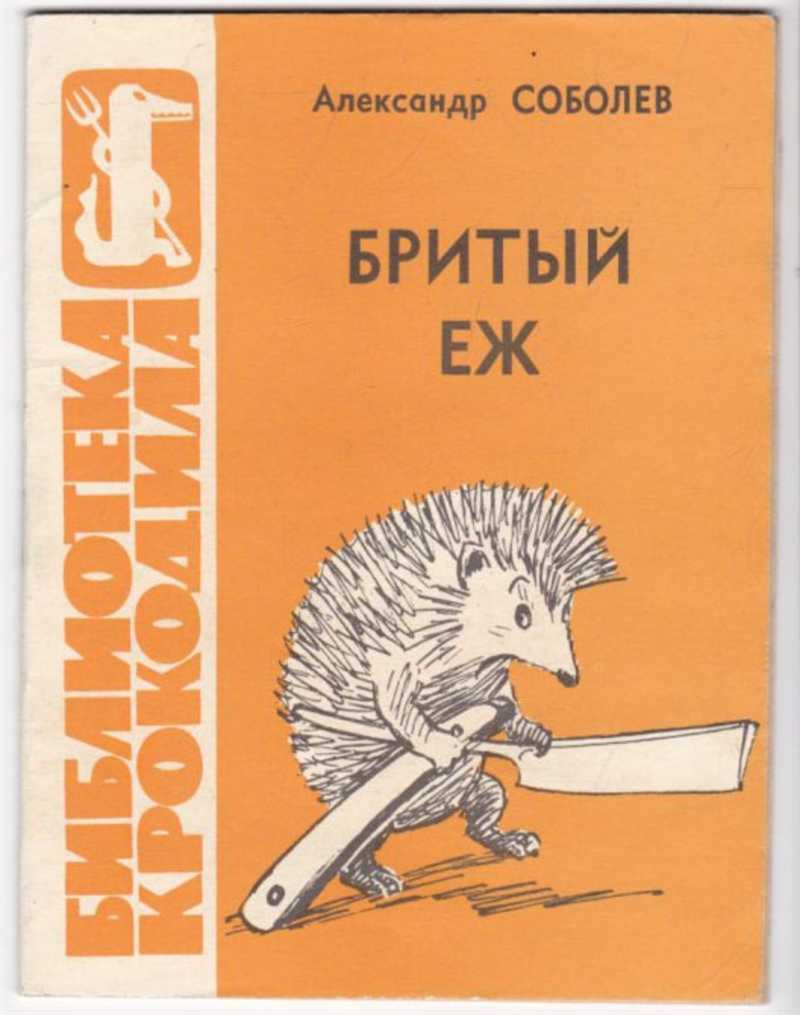 Александр СОБОЛЕВ
БРИТЫЙ
ЕЖ
БИБЛИОТЕКА
КРОКОДИЛА